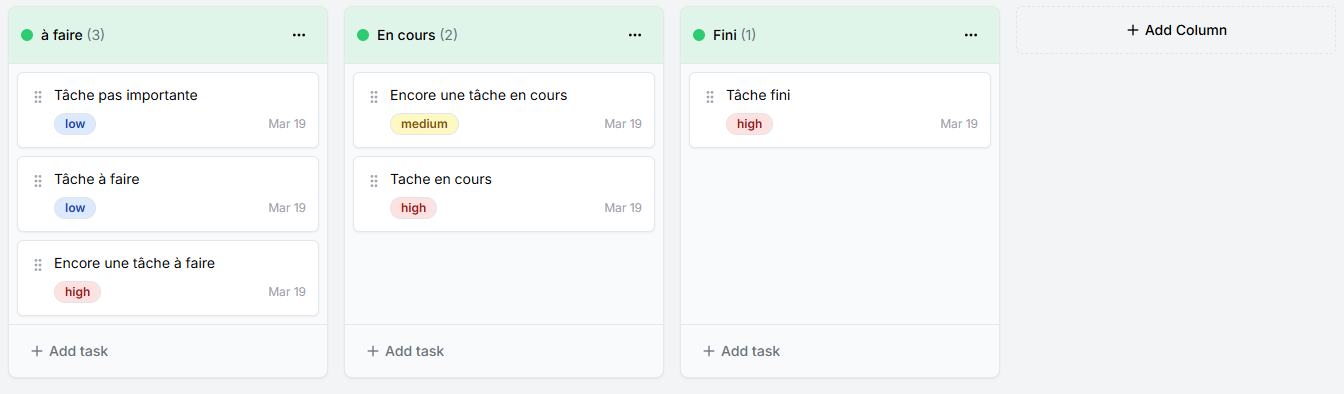 à faire (3)
Tâche pas importante
low Mar 19
Tâche à faire
low Mar 19
Encore une tâche à faire
high Mar 19
+ Add task
En cours (2)
Encore une tâche en cours
medium Mar 19
Tache en cours
high Mar 19
+ Add task
Fini (1)
Tâche fini
high Mar 19
+ Add task
+ Add Column